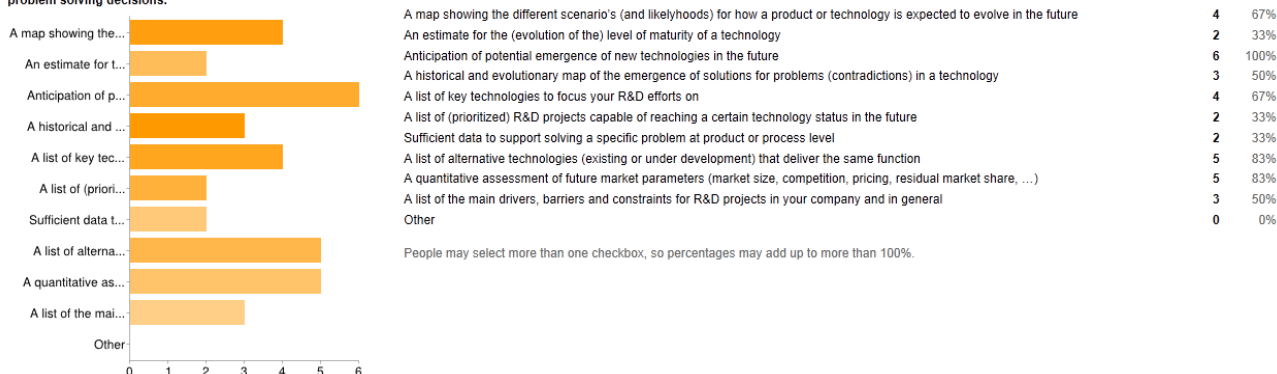 problem solving decisions.
A map showing the...
An estimate for t...
Anticipation of p...
A historical and ...
A list of key tec...
A list of (priori...
Sufficient data t...
A list of alterna...
A quantitative as...
A list of the mai...
Other
0 1 2 3 4 5 6
A map showing the different scenario's (and likelyhoods) for how a product or technology is expected to evolve in the future 4 67%
An estimate for the (evolution of the) level of maturity of a technology 2 33%
Anticipation of potential emergence of new technologies in the future 6 100%
A historical and evolutionary map of the emergence of solutions for problems (contradictions) in a technology 3 50%
A list of key technologies to focus your R&D efforts on 4 67%
A list of (prioritized) R&D projects capable of reaching a certain technology status in the future 2 33%
Sufficient data to support solving a specific problem at product or process level 2 33%
A list of alternative technologies (existing or under development) that deliver the same function 5 83%
A quantitative assessment of future market parameters (market size, competition, pricing, residual market share, …) 5 83%
A list of the main drivers, barriers and constraints for R&D projects in your company and in general 3 50%
Other 0 0%
People may select more than one checkbox, so percentages may add up to more than 100%.